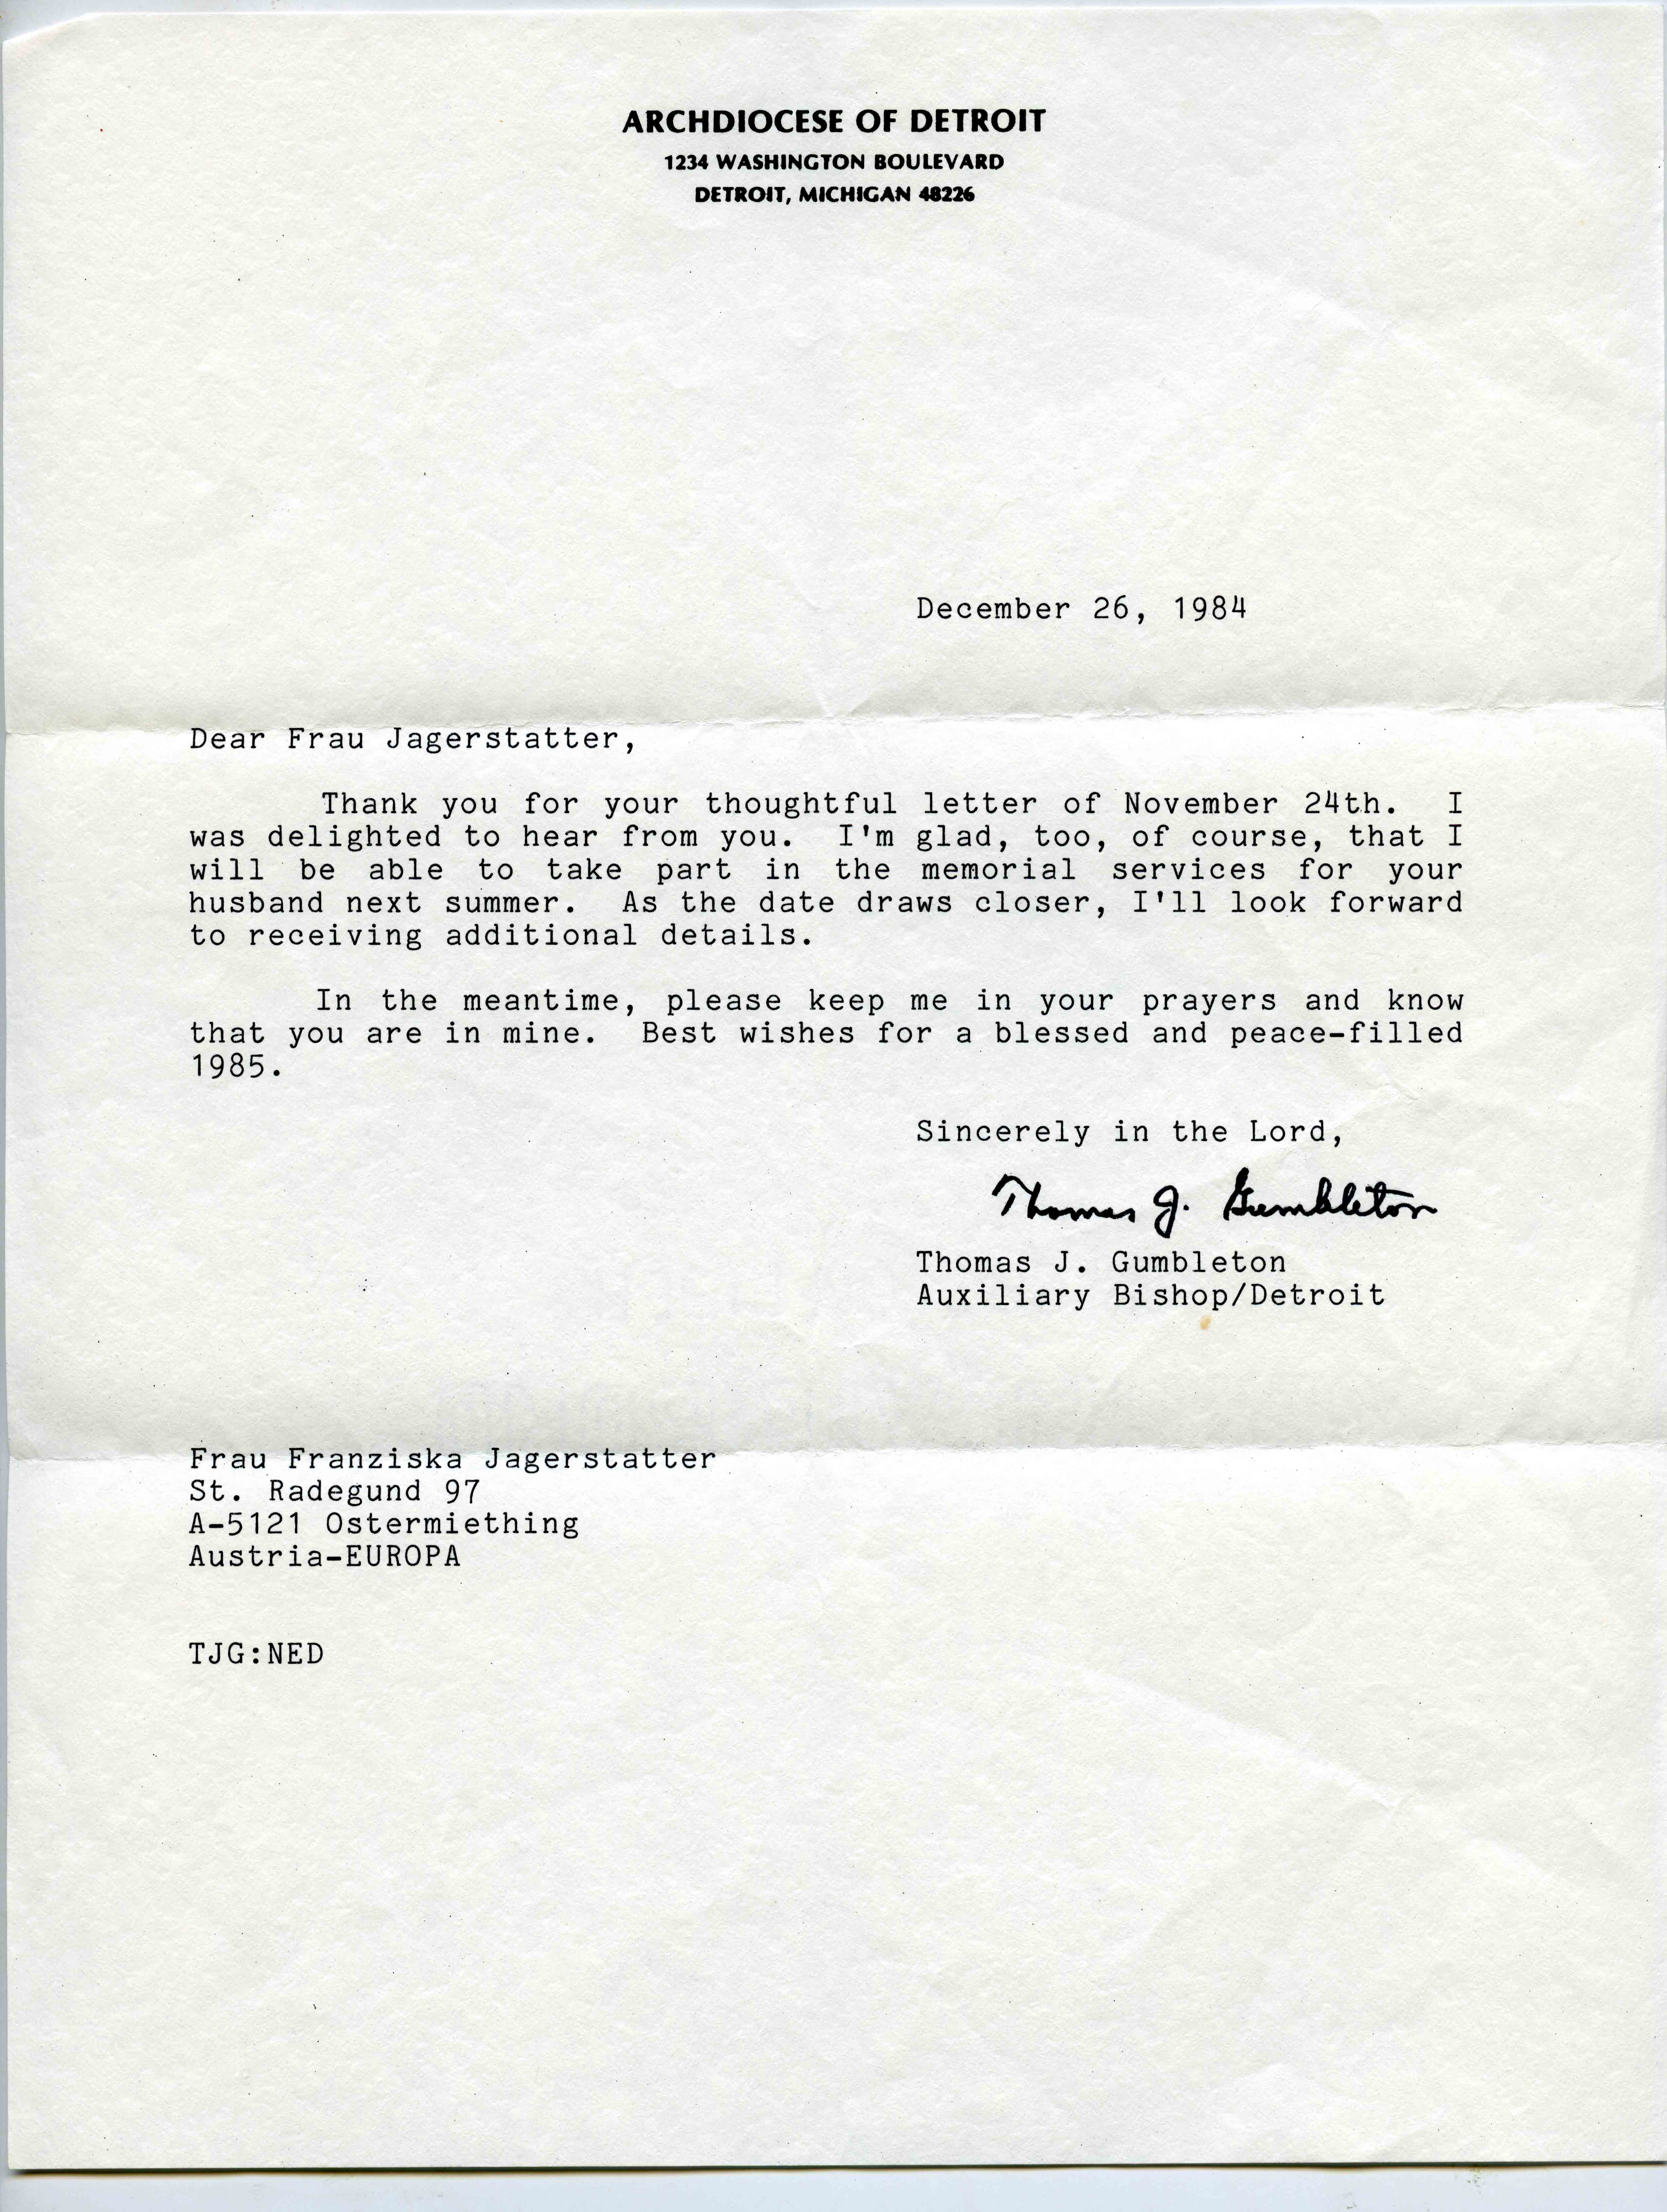 ARCHDIOCESE OF DETROIT
1234 WASHINGTON BOULEVARD
DETROIT, MICHIGAN 48226
December 26, 1984
Dear Frau Jagerstatter,
Thank you for your thoughtful letter of November 24th. I
was delighted to hear from you. I'm glad, too, of course, that I
will be able to take part in the memorial services for your
husband next summer. As the date draws closer, I'll look forward
to receiving additional details.
In the meantime, please keep me in your prayers and know
that you are in mine. Best wishes for a blessed and peace-filled
1985.
Sincerely in the Lord,
Thomas J. Gumbleton
Thomas J. Gumbleton
Auxiliary Bishop/Detroit
Frau Franziska Jagerstatter
St. Radegund 97
A-5121 Ostermiething
Austria-EUROPA
TJG:NED